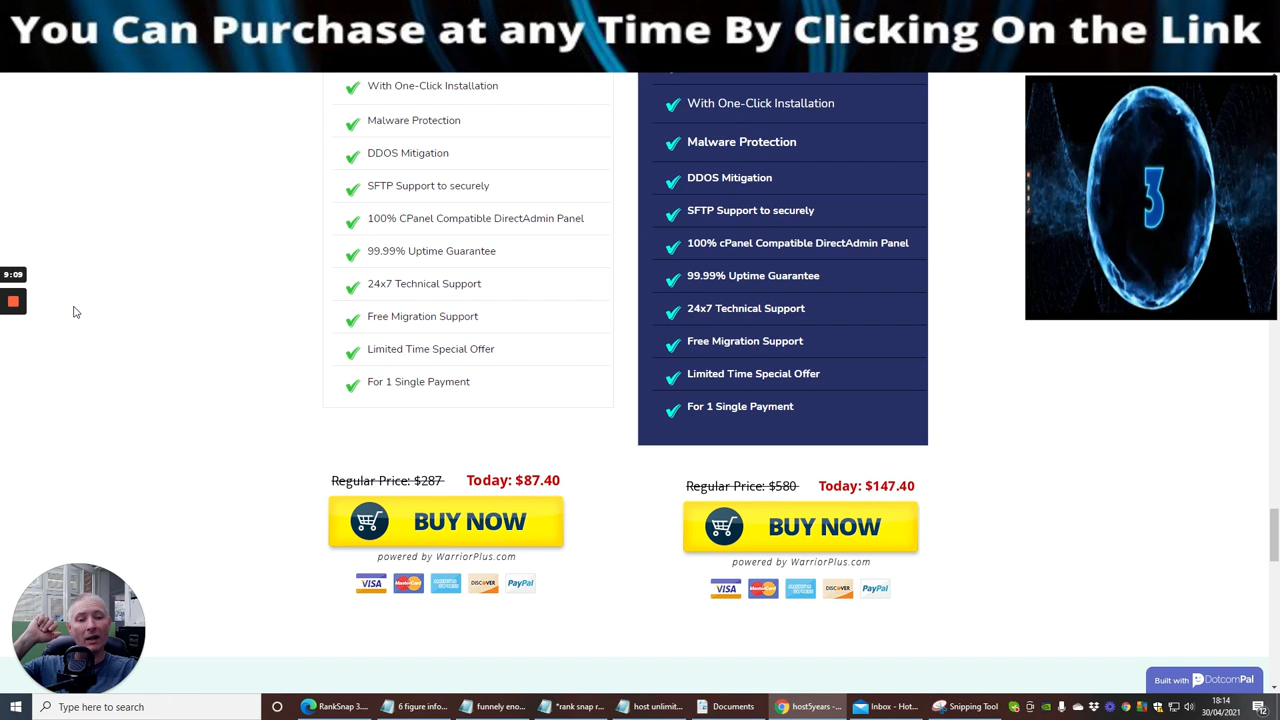 You Can Purchase at any Time By Clicking On the Link
With One-Click Installation
Malware Protection
DDOS Mitigation
SFTP Support to securely
100% CPanel Compatible DirectAdmin Panel
99.99% Uptime Guarantee
24x7 Technical Support
Free Migration Support
Limited Time Special Offer
For 1 Single Payment
Regular Price: $287 Today: $87.40
BUY NOW
powered by WarriorPlus.com
VISA MasterCard DISCOVER PayPal
With One-Click Installation
Malware Protection
DDOS Mitigation
SFTP Support to securely
100% cPanel Compatible DirectAdmin Panel
99.99% Uptime Guarantee
24x7 Technical Support
Free Migration Support
Limited Time Special Offer
For 1 Single Payment
Regular Price: $580 Today: $147.40
BUY NOW
powered by WarriorPlus.com
VISA MasterCard DISCOVER PayPal
3
9:09
Built with DotcomPal
Type here to search
RankSnap 3....
6 figure info...
funnely eno...
*rank snap r...
host unlimit...
Documents
host5years -...
Inbox - Hot...
Snipping Tool
18:14
30/04/2021
12